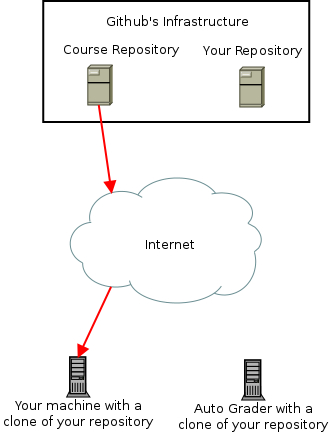 Github's Infrastructure
Course Repository
Your Repository
Internet
Your machine with a
clone of your repository
Auto Grader with a
clone of your repository